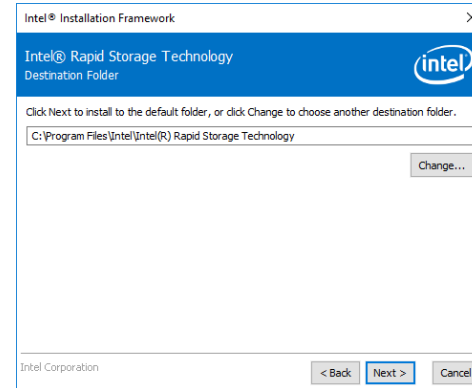 Intel® Installation Framework
Intel® Rapid Storage Technology
Destination Folder
intel
Click Next to install to the default folder, or click Change to choose another destination folder.
C:\Program Files\Intel\Intel(R) Rapid Storage Technology
Change...
Intel Corporation
< Back Next > Cancel